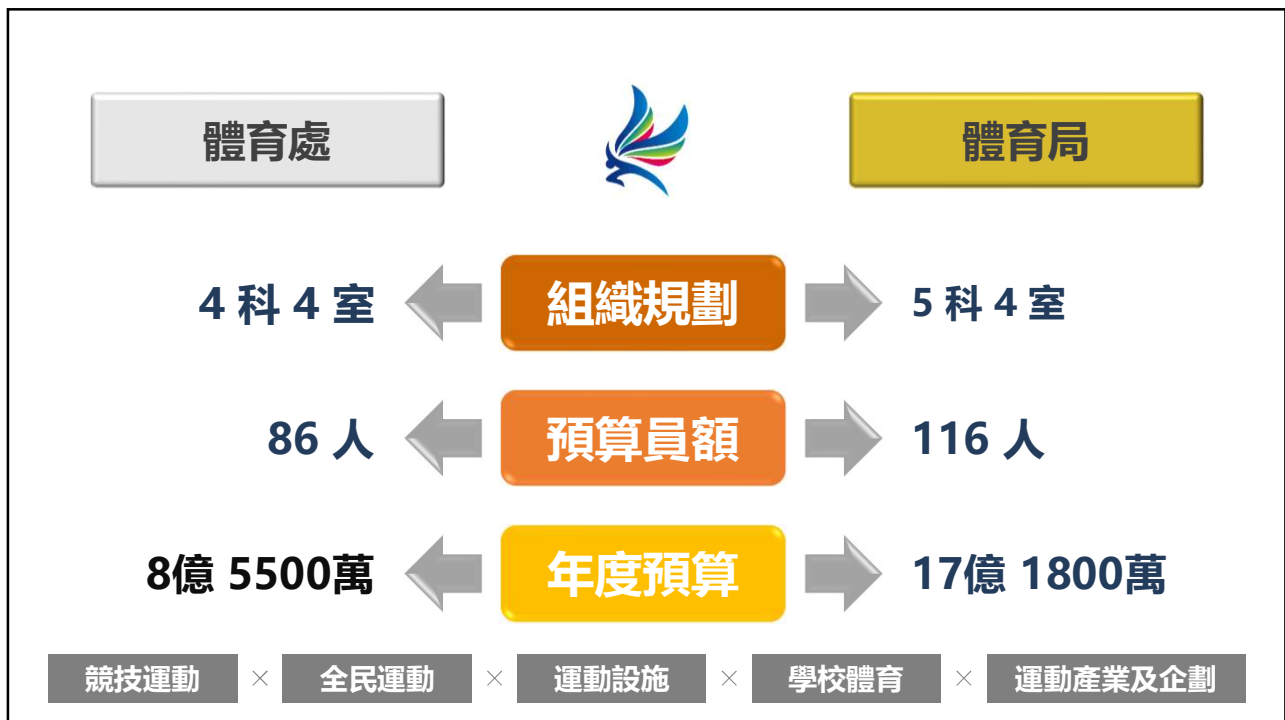 體育處
體育局
4 科 4 室
組織規劃
5 科 4 室
86 人
預算員額
116 人
8億 5500萬
年度預算
17億 1800萬
競技運動 × 全民運動 × 運動設施 × 學校體育 × 運動產業及企劃